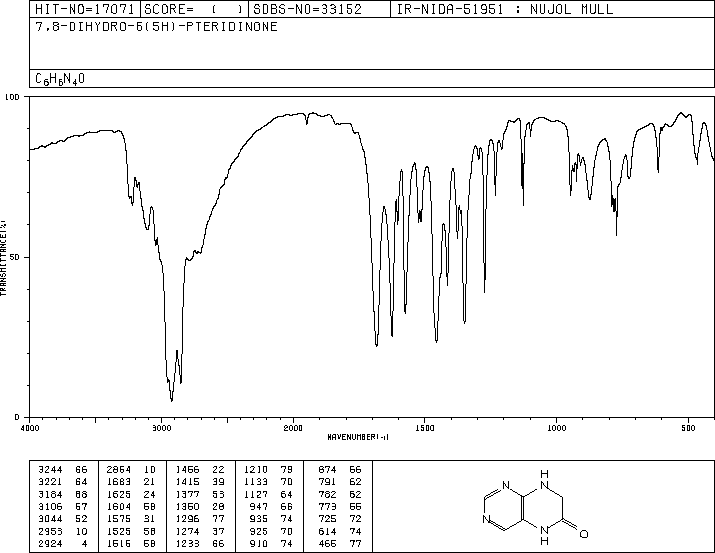 HIT-NO=17071 SCORE= ( ) SDBS-NO=33152 IR-NIDA-51951 : NUJOL MULL
7,8-DIHYDRO-6(5H)-PTERIDINONE
C6H6N4O
100
50
0
TRANSMITTANCE(%)
4000 3000 2000 1500 1000 500
WAVENUMBER(-1)
3244 66 2854 10 1456 22 1210 79 874 66
3221 64 1683 21 1415 39 1133 70 791 62
3184 68 1625 24 1377 53 1127 64 782 62
3106 57 1604 58 1350 28 947 66 773 55
3044 52 1575 31 1296 77 935 74 725 72
2953 10 1525 58 1274 37 925 70 614 74
2924 4 1516 58 1233 66 910 74 466 77
H
N N
N N O
H